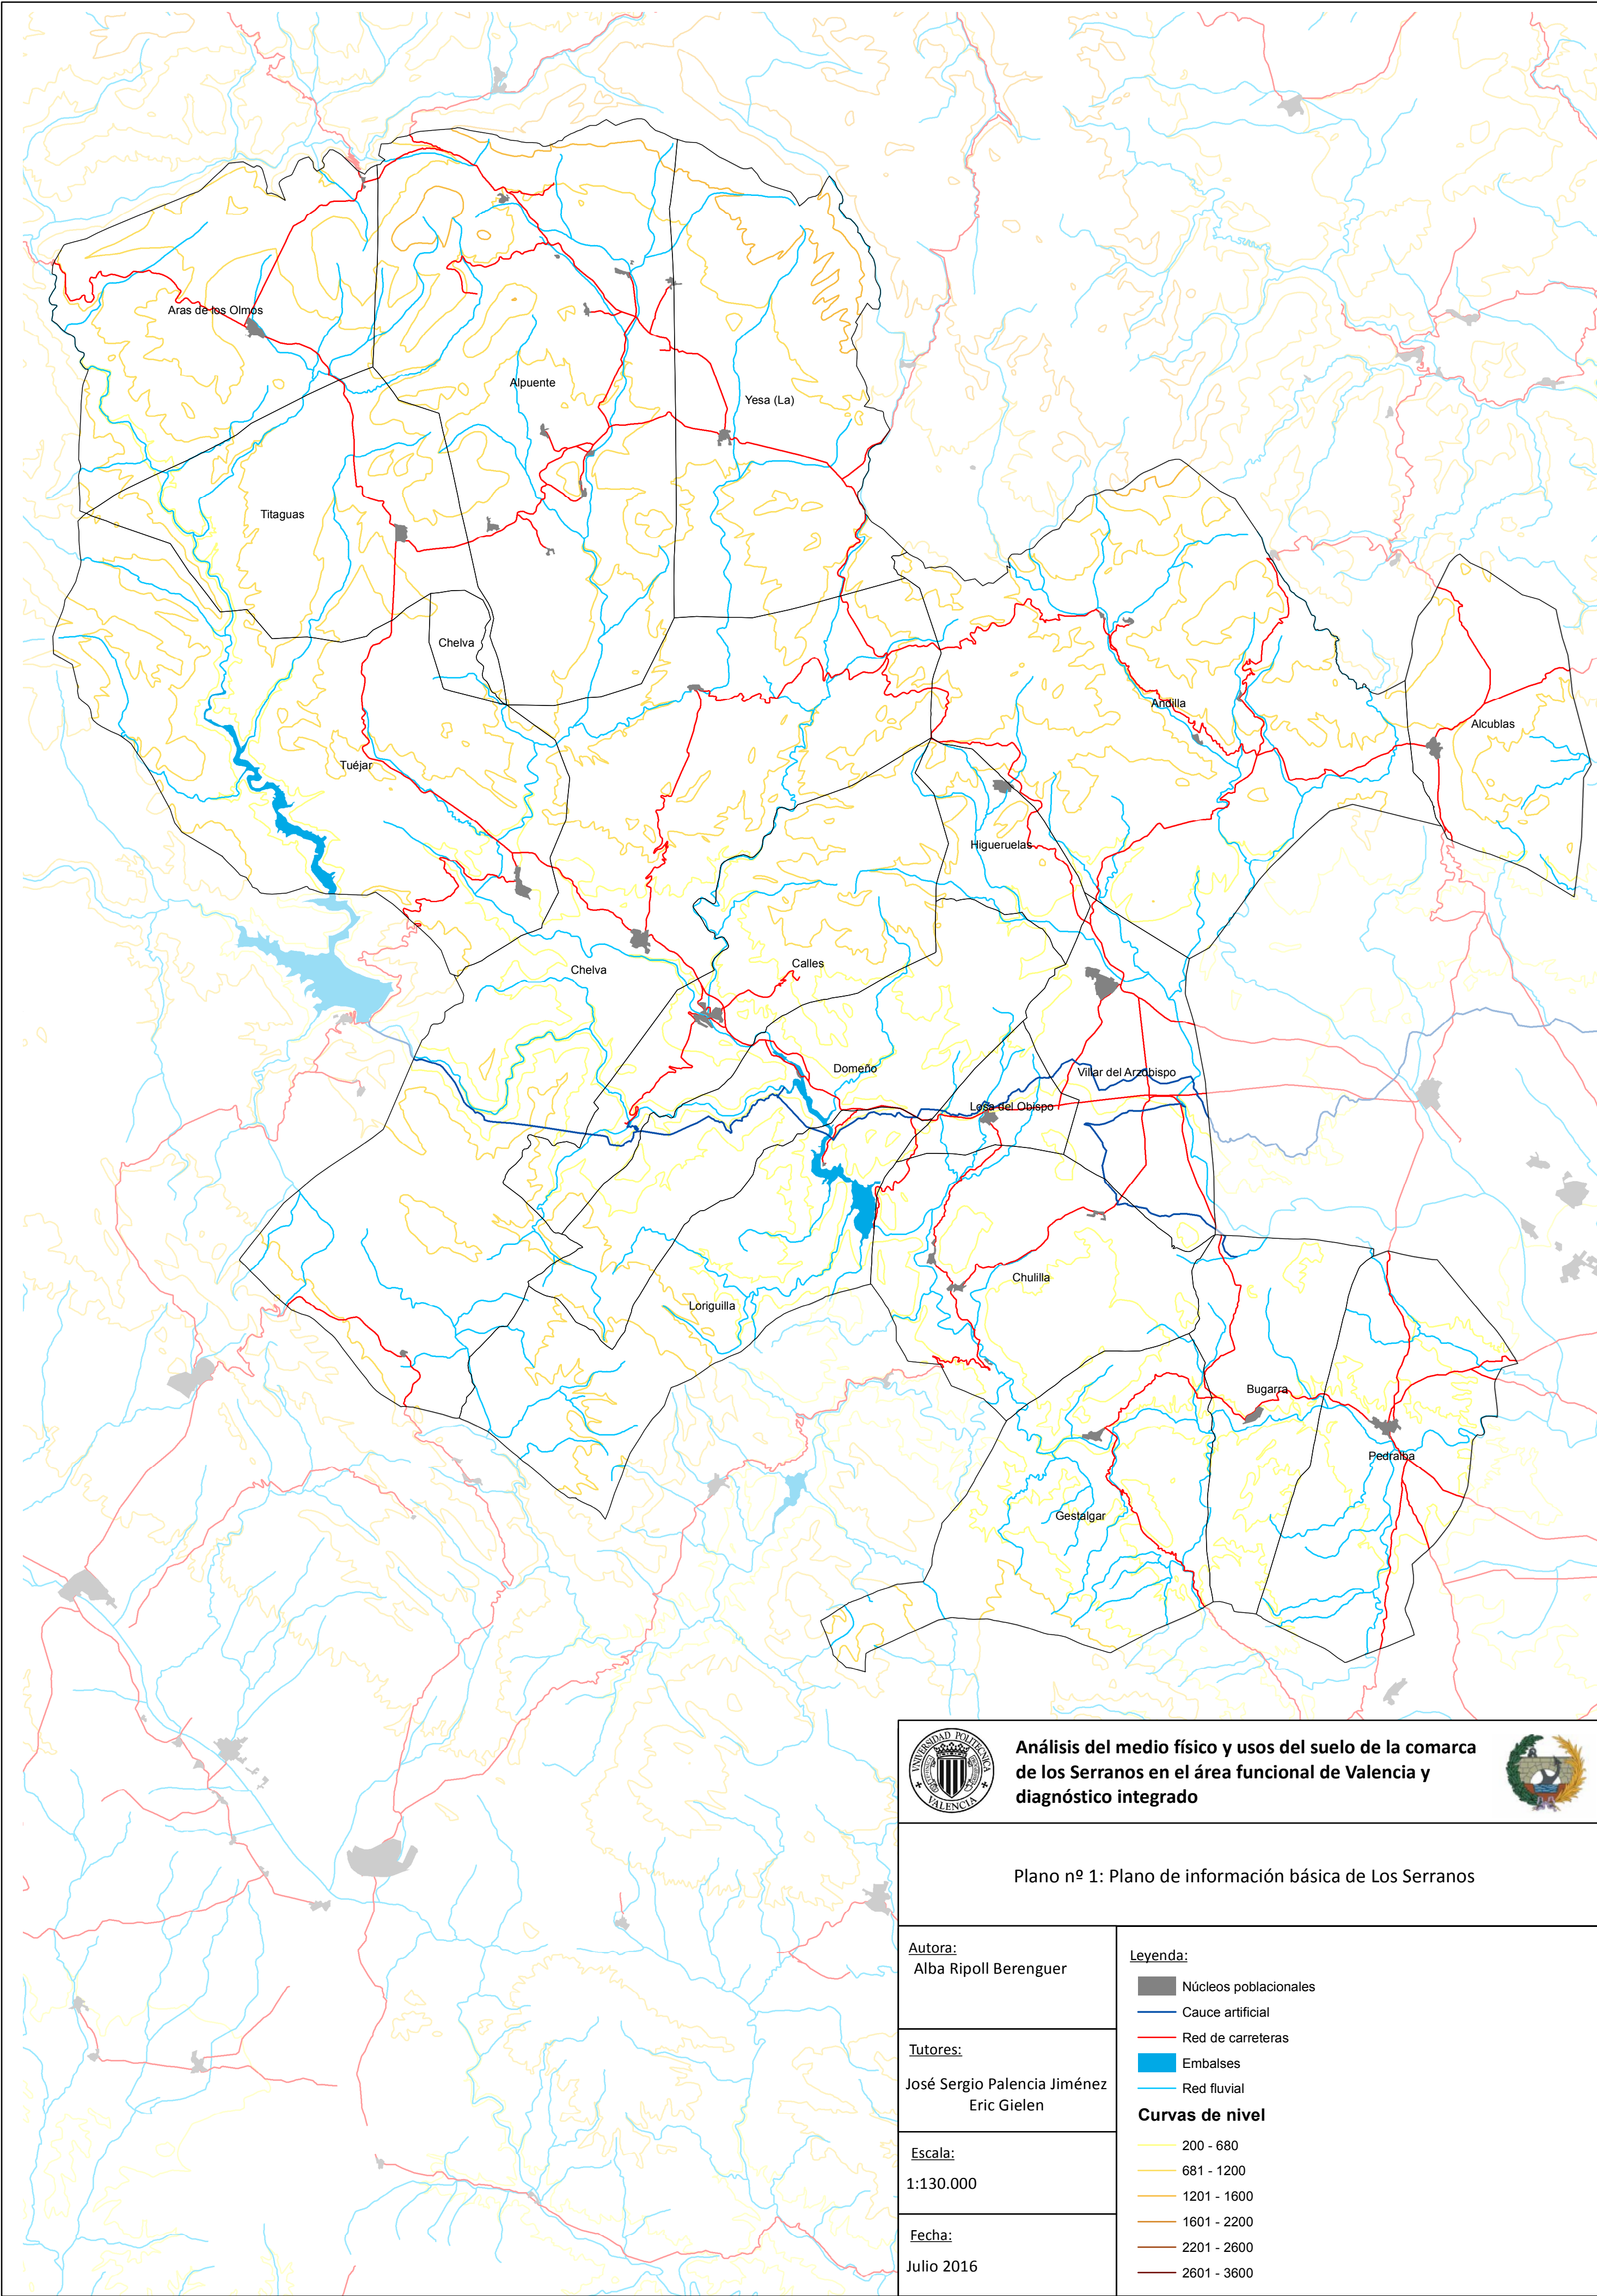 Aras de los Olmos
Alpuente
Yesa (La)
Titaguas
Chelva
Andilla
Alcublas
Tuéjar
Higueruelas
Calles
Chelva
Domeño
Villar del Arzobispo
Losa del Obispo
Chulilla
Loriguilla
Bugarra
Pedralba
Gestalgar
UNIVERSIDAD POLITECNICA
VALENCIA
Análisis del medio físico y usos del suelo de la comarca
de los Serranos en el área funcional de Valencia y
diagnóstico integrado
Plano nº 1: Plano de información básica de Los Serranos
Autora:
Alba Ripoll Berenguer
Tutores:
José Sergio Palencia Jiménez
Eric Gielen
Escala:
1:130.000
Fecha:
Julio 2016
Leyenda:
Núcleos poblacionales
Cauce artificial
Red de carreteras
Embalses
Red fluvial
Curvas de nivel
200 - 680
681 - 1200
1201 - 1600
1601 - 2200
2201 - 2600
2601 - 3600